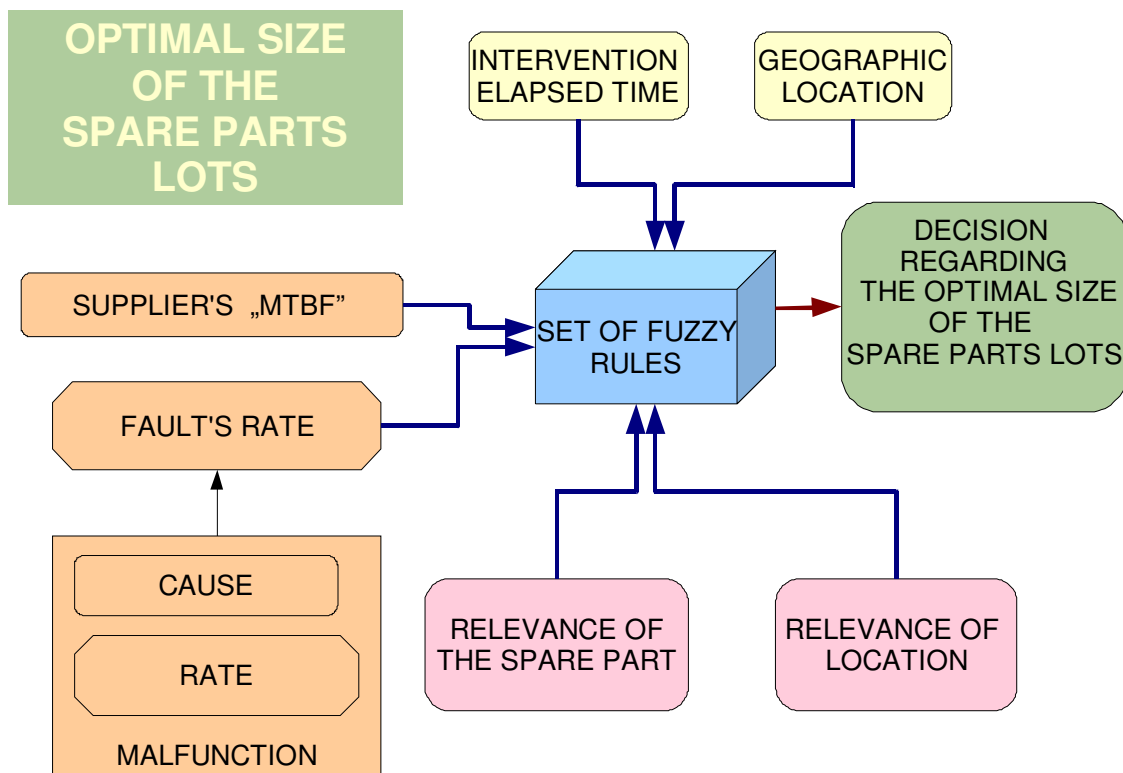 OPTIMAL SIZE
OF THE
SPARE PARTS
LOTS
INTERVENTION
ELAPSED TIME
GEOGRAPHIC
LOCATION
SUPPLIER'S „MTBF”
SET OF FUZZY
RULES
DECISION
REGARDING
THE OPTIMAL SIZE
OF THE
SPARE PARTS LOTS
FAULT'S RATE
CAUSE
RATE
MALFUNCTION
RELEVANCE OF
THE SPARE PART
RELEVANCE OF
LOCATION